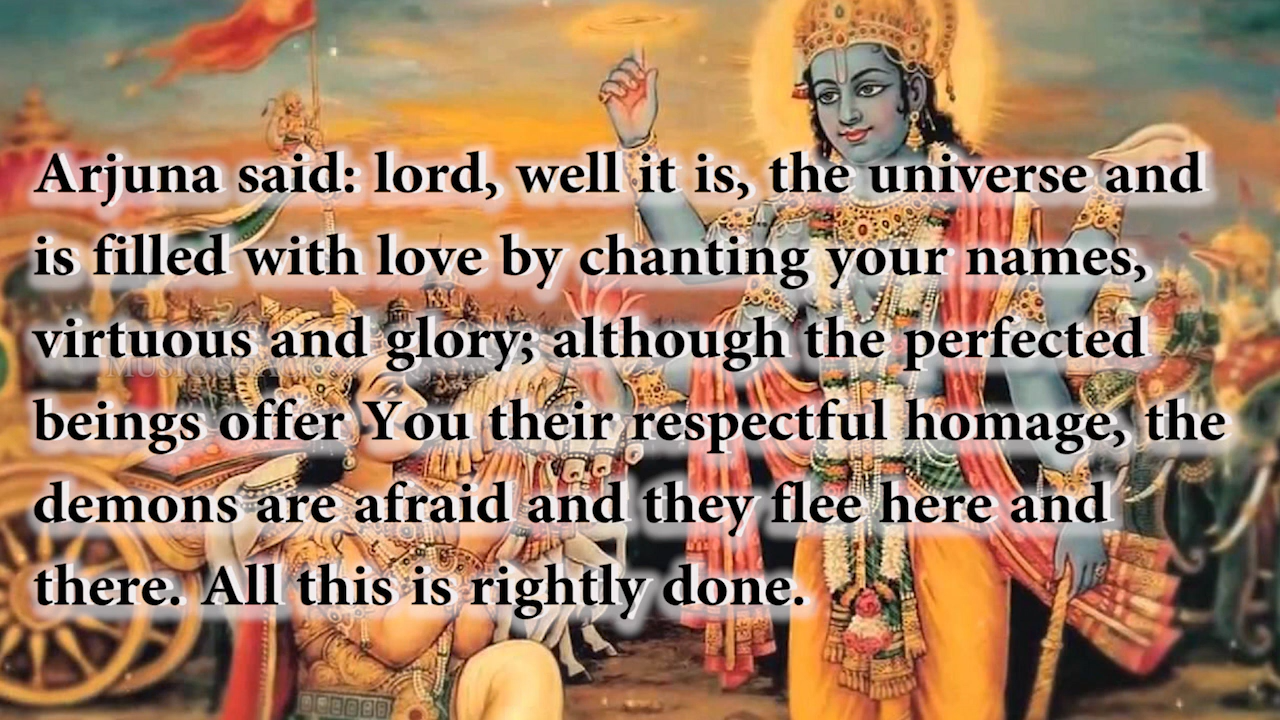 Arjuna said: lord, well it is, the universe and
is filled with love by chanting your names,
virtuous and glory; although the perfected
beings offer You their respectful homage, the
demons are afraid and they flee here and
there. All this is rightly done.